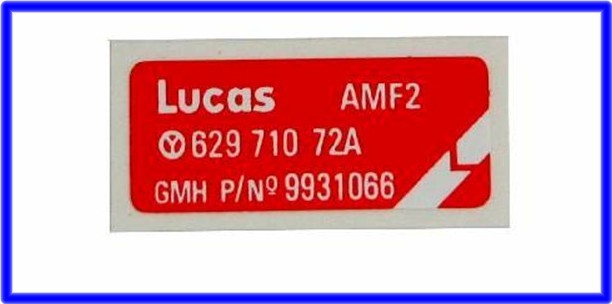 Lucas AMF2
Ⓨ 629 710 72A
GMH P/Nº 9931066